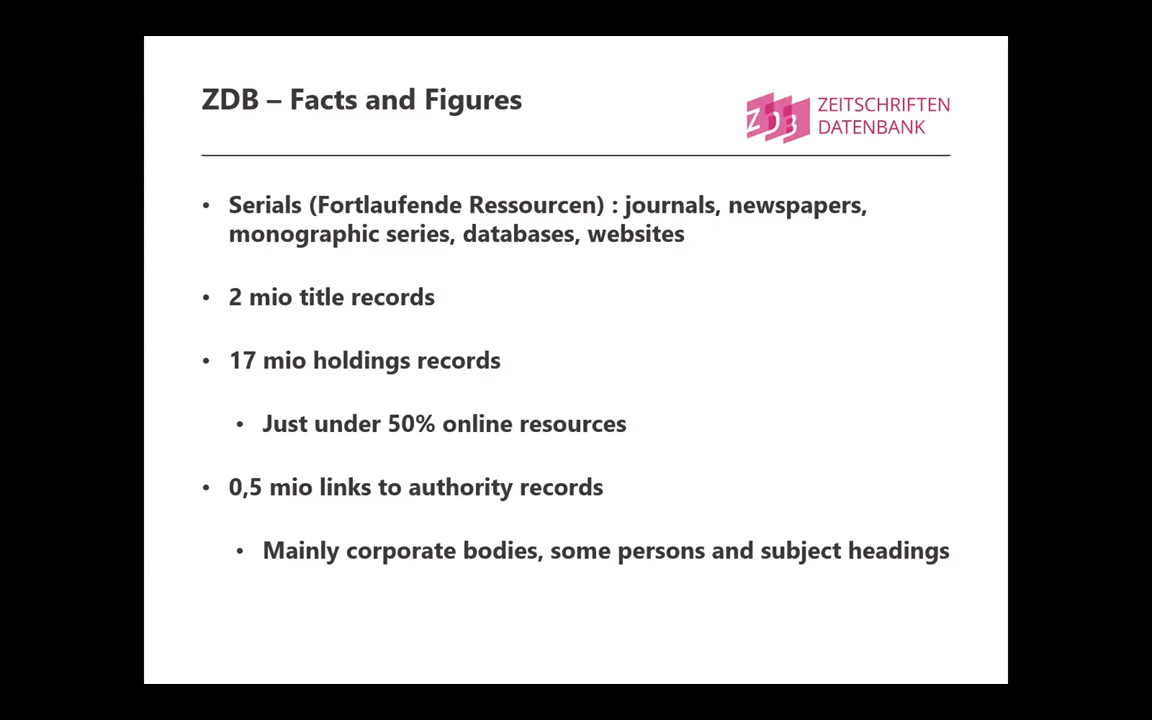 ZDB – Facts and Figures
ZDB
ZEITSCHRIFTEN
DATENBANK
• Serials (Fortlaufende Ressourcen) : journals, newspapers,
monographic series, databases, websites
• 2 mio title records
• 17 mio holdings records
• Just under 50% online resources
• 0,5 mio links to authority records
• Mainly corporate bodies, some persons and subject headings